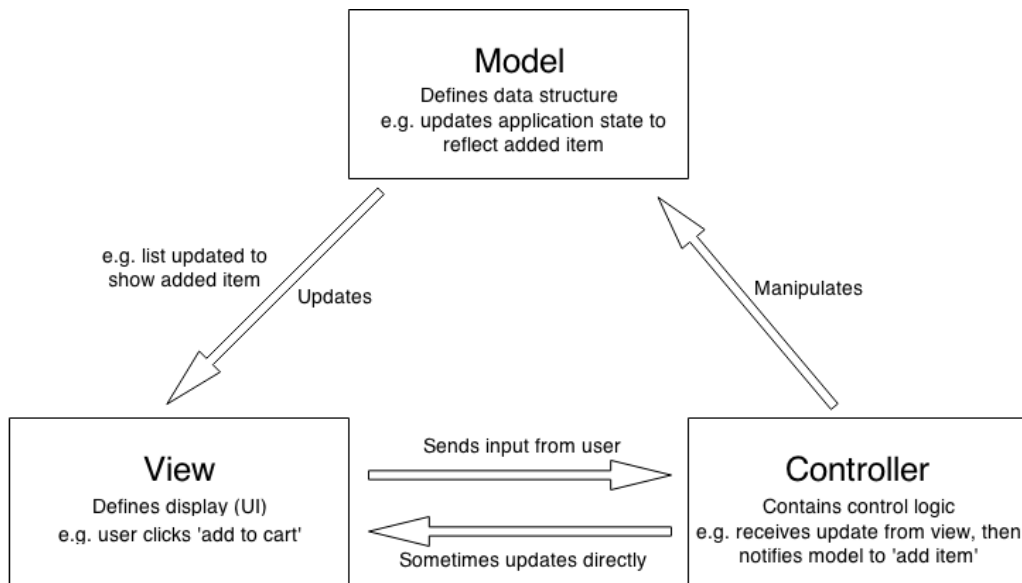 Model
Defines data structure
e.g. updates application state to
reflect added item
e.g. list updated to
show added item
Updates
Manipulates
View
Defines display (UI)
e.g. user clicks 'add to cart'
Sends input from user
Sometimes updates directly
Controller
Contains control logic
e.g. receives update from view, then
notifies model to 'add item'